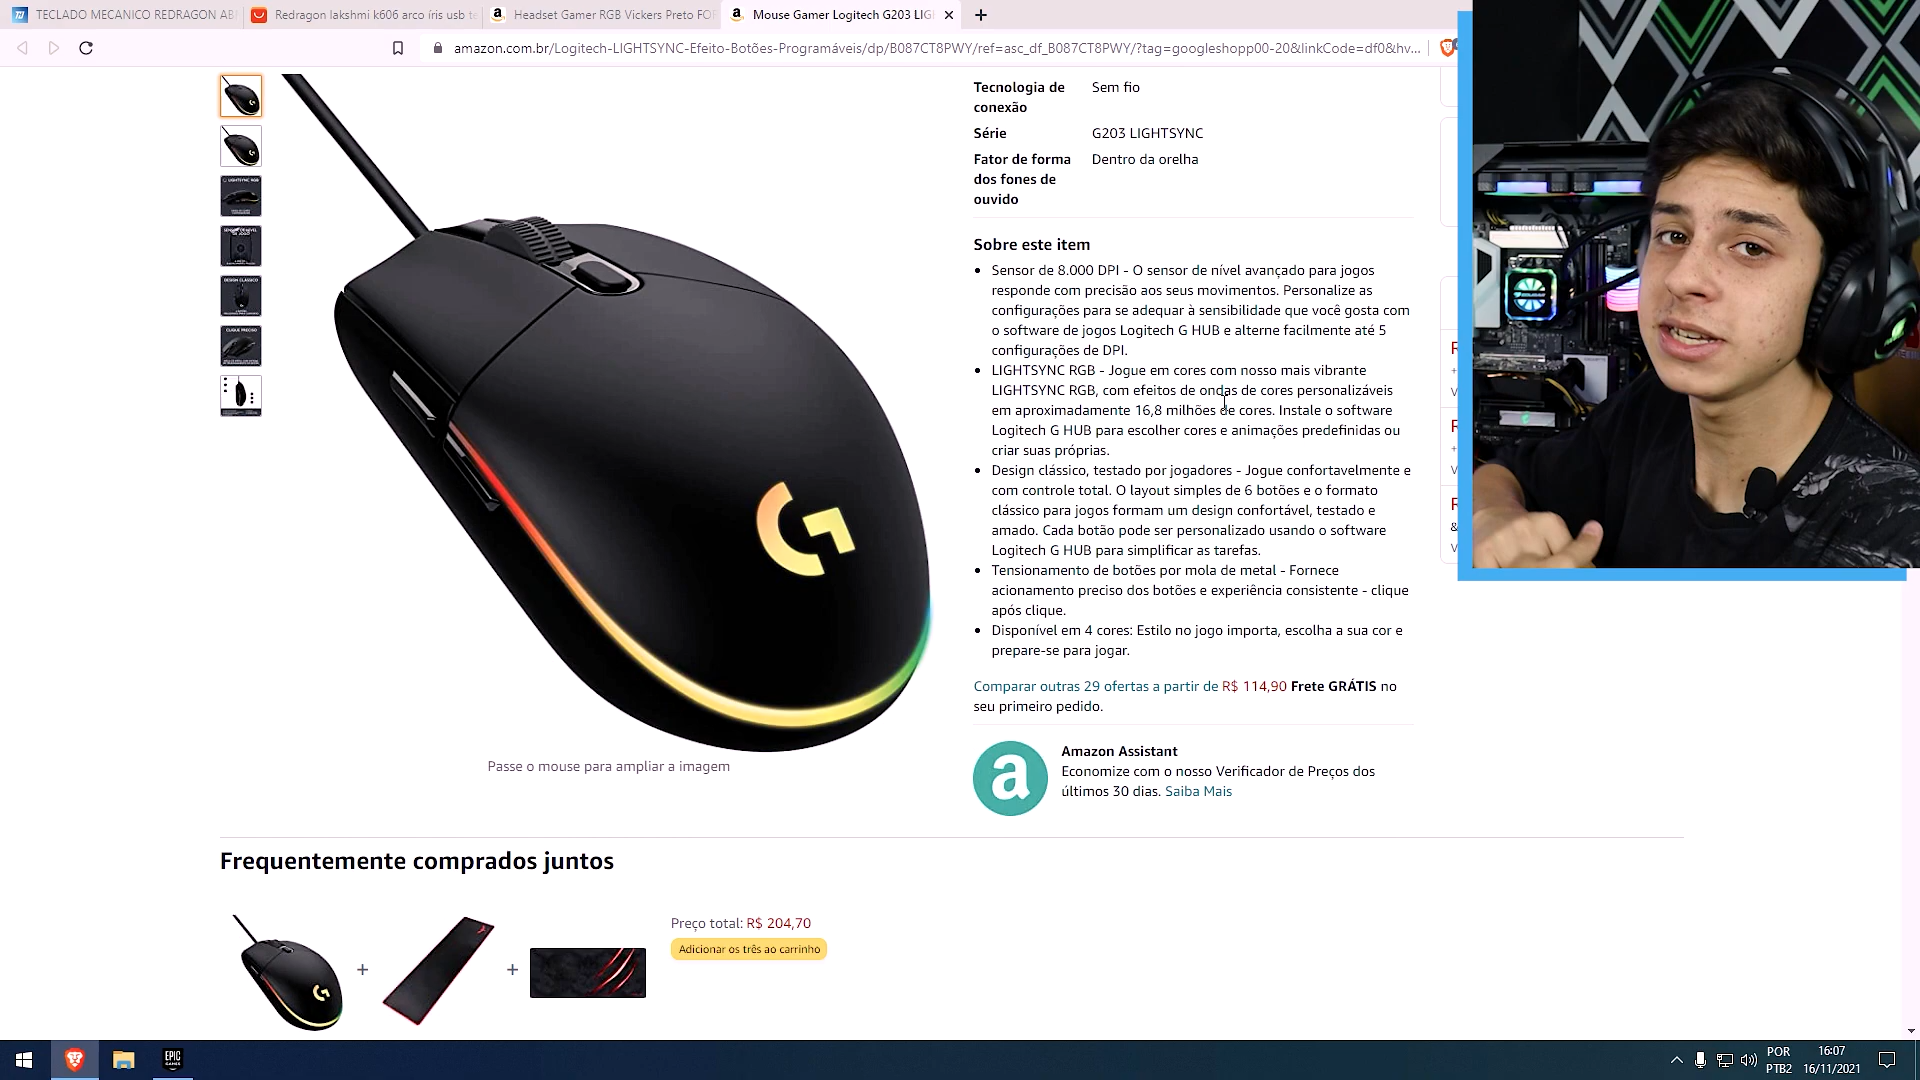 TECLADO MECANICO REDRAGON AB
Redragon lakshmi k606 arco íris usb te
Headset Gamer RGB Vickers Preto FO
Mouse Gamer Logitech G203 LIG
amazon.com.br/Logitech-LIGHTSYNC-Efeito-Botões-Programáveis/dp/B087CT8PWY/ref=asc_df_B087CT8PWY/?tag=googleshopp00-20&linkCode=df0&hv...
Tecnologia de
conexão
Sem fio
Série
G203 LIGHTSYNC
Fator de forma
dos fones de
ouvido
Dentro da orelha
Sobre este item
Sensor de 8.000 DPI - O sensor de nível avançado para jogos
responde com precisão aos seus movimentos. Personalize as
configurações para se adequar à sensibilidade que você gosta com
o software de jogos Logitech G HUB e alterne facilmente até 5
configurações de DPI.
LIGHTSYNC RGB - Jogue em cores com nosso mais vibrante
LIGHTSYNC RGB, com efeitos de ondas de cores personalizáveis
em aproximadamente 16,8 milhões de cores. Instale o software
Logitech G HUB para escolher cores e animações predefinidas ou
criar suas próprias.
Design clássico, testado por jogadores - Jogue confortavelmente e
com controle total. O layout simples de 6 botões e o formato
clássico para jogos formam um design confortável, testado e
amado. Cada botão pode ser personalizado usando o software
Logitech G HUB para simplificar as tarefas.
Tensionamento de botões por mola de metal - Fornece
acionamento preciso dos botões e experiência consistente - clique
após clique.
Disponível em 4 cores: Estilo no jogo importa, escolha a sua cor e
prepare-se para jogar.
Comparar outras 29 ofertas a partir de R$ 114,90 Frete GRÁTIS no
seu primeiro pedido.
Amazon Assistant
Economize com o nosso Verificador de Preços dos
últimos 30 dias. Saiba Mais
Passe o mouse para ampliar a imagem
Frequentemente comprados juntos
+
+
Preço total: R$ 204,70
Adicionar os três ao carrinho
EPIC
GAMES
POR
PTB2
16:07
16/11/2021